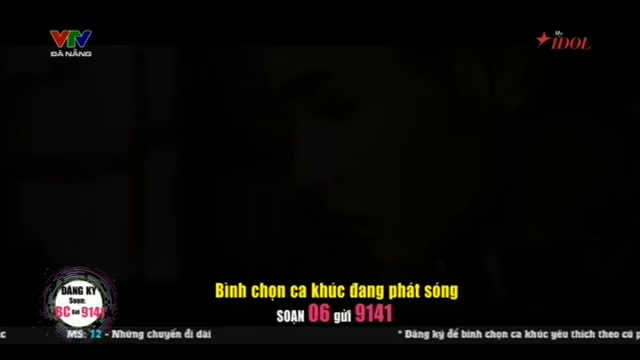 VTV
ĐÀ NẴNG
My
IDOL
Bình chọn ca khúc đang phát sóng
SOẠN 06 gửi 9141
ĐĂNG KÝ
Soạn:
BC Gửi 9141
MS: 12 - Những chuyến đi dài
* Đăng ký để bình chọn ca khúc yêu thích theo cú p